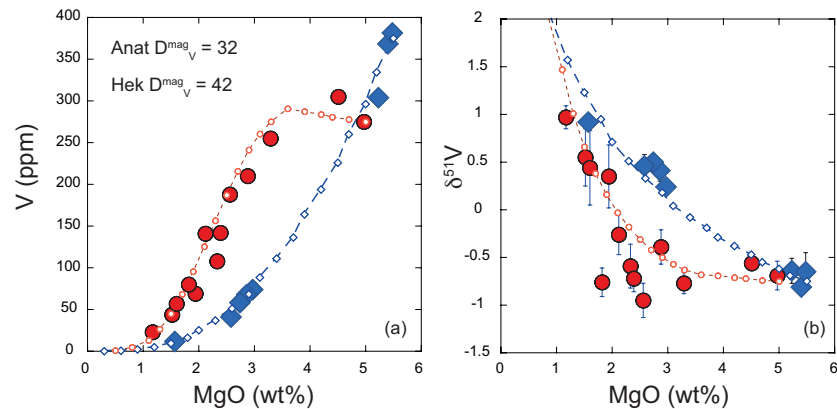 400
350
300
250
200
150
100
50
0
V (ppm)
Anat D^mag_V = 32
Hek D^mag_V = 42
(a)
0 1 2 3 4 5 6
MgO (wt%)
2
1.5
1
0.5
0
-0.5
-1
-1.5
δ⁵¹V
(b)
0 1 2 3 4 5 6
MgO (wt%)